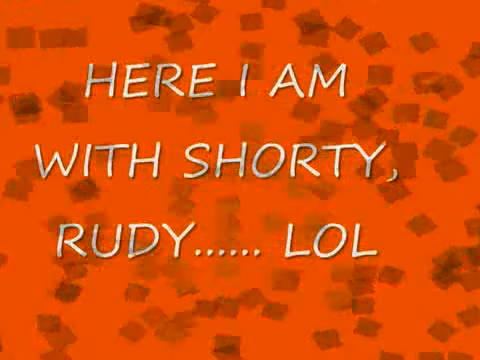 HERE I AM
WITH SHORTY,
RUDY...... LOL